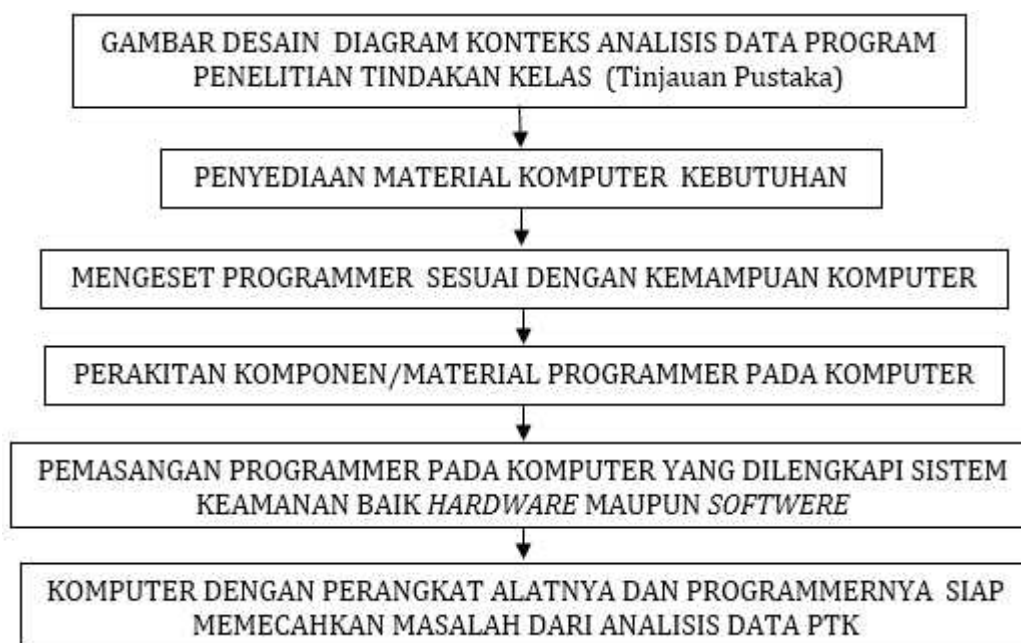 GAMBAR DESAIN DIAGRAM KONTEKS ANALISIS DATA PROGRAM
PENELITIAN TINDAKAN KELAS (Tinjauan Pustaka)
PENYEDIAAN MATERIAL KOMPUTER KEBUTUHAN
MENGESET PROGRAMMER SESUAI DENGAN KEMAMPUAN KOMPUTER
PERAKITAN KOMPONEN/MATERIAL PROGRAMMER PADA KOMPUTER
PEMASANGAN PROGRAMMER PADA KOMPUTER YANG DILENGKAPI SISTEM
KEAMANAN BAIK HARDWARE MAUPUN SOFTWERE
KOMPUTER DENGAN PERANGKAT ALATNYA DAN PROGRAMMERNYA SIAP
MEMECAHKAN MASALAH DARI ANALISIS DATA PTK